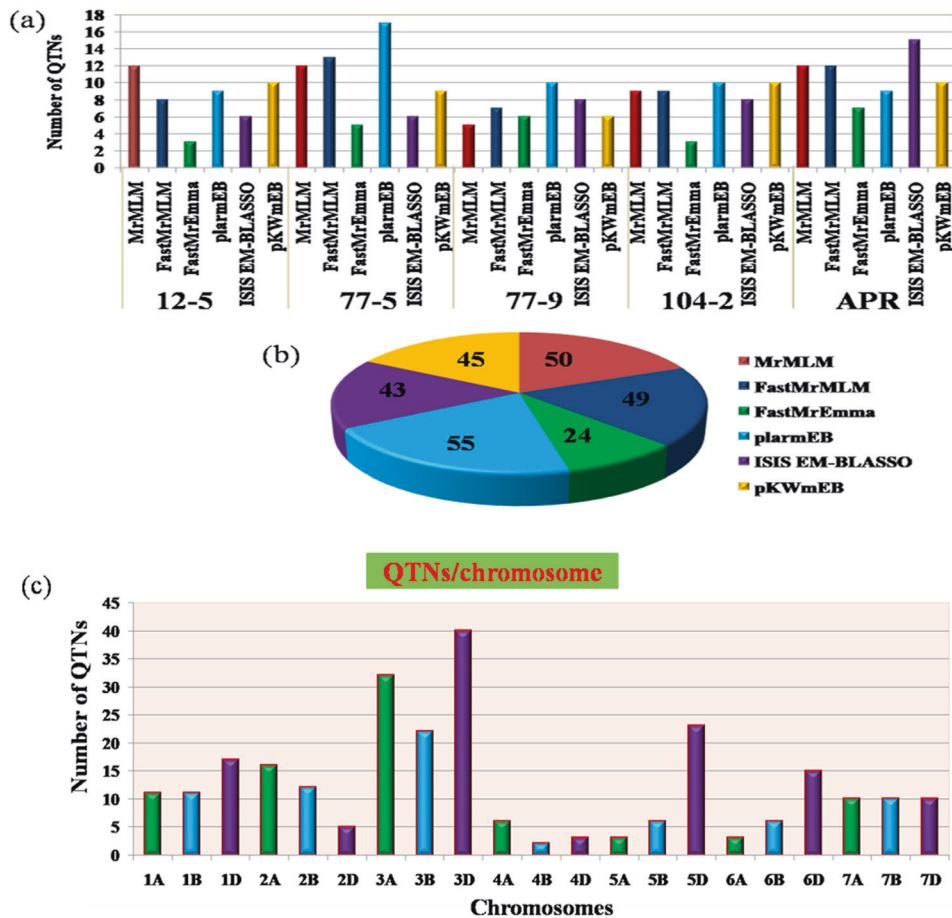 (a)
Number of QTNs
18
16
14
12
10
8
6
4
2
0
MrMLM
FastMrMLM
FastMrEmma
plarmEB
ISIS EM-BLASSO
pKWmEB
MrMLM
FastMrMLM
FastMrEmma
plarmEB
ISIS EM-BLASSO
pKWmEB
MrMLM
FastMrMLM
FastMrEmma
plarmEB
ISIS EM-BLASSO
pKWmEB
MrMLM
FastMrMLM
FastMrEmma
plarmEB
ISIS EM-BLASSO
pKWmEB
MrMLM
FastMrMLM
FastMrEmma
plarmEB
ISIS EM-BLASSO
pKWmEB
12-5 77-5 77-9 104-2 APR
(b)
45 50
43 49
55 24
MrMLM
FastMrMLM
FastMrEmma
plarmEB
ISIS EM-BLASSO
pKWmEB
QTNs/chromosome
(c)
Number of QTNs
45
40
35
30
25
20
15
10
5
0
1A 1B 1D 2A 2B 2D 3A 3B 3D 4A 4B 4D 5A 5B 5D 6A 6B 6D 7A 7B 7D
Chromosomes